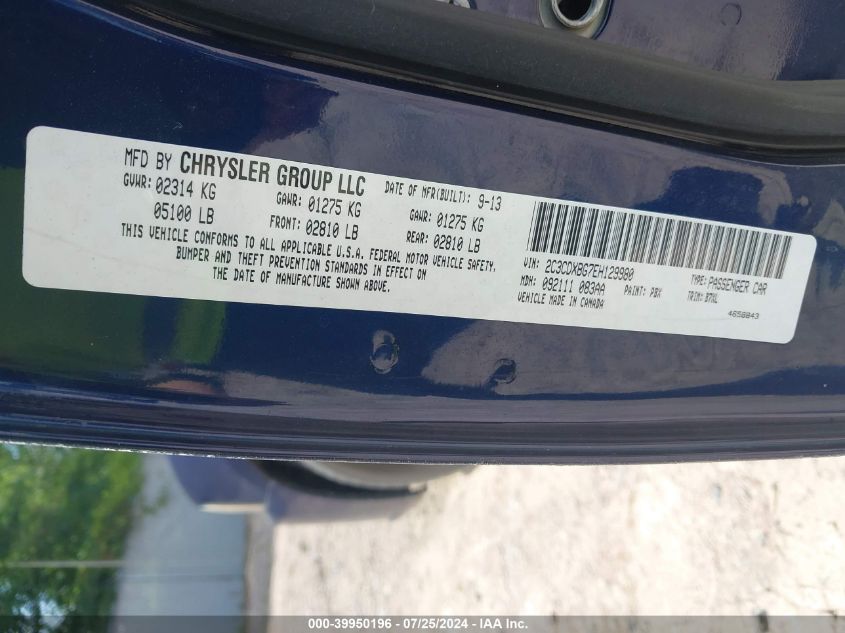 MFD BY CHRYSLER GROUP LLC DATE OF MFR(BUILT): 9-13
GVWR: 02314 KG GAWR: 01275 KG GAWR: 01275 KG
05100 LB FRONT: 02810 LB REAR: 02810 LB
THIS VEHICLE CONFORMS TO ALL APPLICABLE U.S.A. FEDERAL MOTOR VEHICLE SAFETY,
BUMPER AND THEFT PREVENTION STANDARDS IN EFFECT ON
THE DATE OF MANUFACTURE SHOWN ABOVE.
VIN: 2C3CDXBG7EH129980 TYPE: PASSENGER CAR
MDH: 092111 083AA PAINT: PBX TRIM: B7XL
VEHICLE MADE IN CANADA 4658843
000-39950196 - 07/25/2024 - IAA Inc.